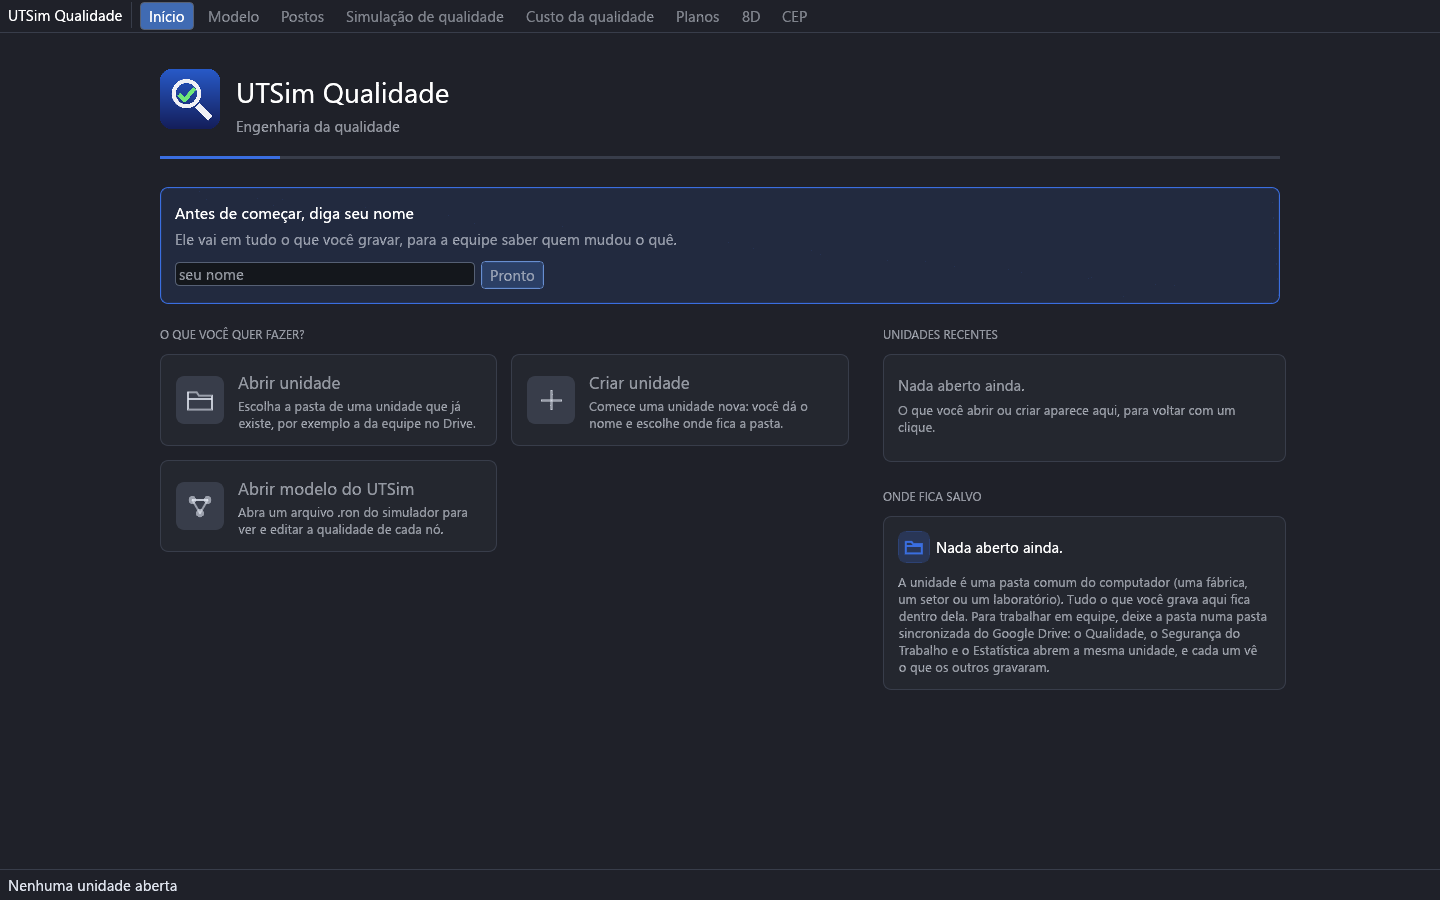 UTSim Qualidade
Início
Modelo
Postos
Simulação de qualidade
Custo da qualidade
Planos
8D
CEP
UTSim Qualidade
Engenharia da qualidade
Antes de começar, diga seu nome
Ele vai em tudo o que você gravar, para a equipe saber quem mudou o quê.
seu nome
Pronto
O QUE VOCÊ QUER FAZER?
Abrir unidade
Escolha a pasta de uma unidade que já
existe, por exemplo a da equipe no Drive.
Criar unidade
Comece uma unidade nova: você dá o
nome e escolhe onde fica a pasta.
Abrir modelo do UTSim
Abra um arquivo .ron do simulador para
ver e editar a qualidade de cada nó.
UNIDADES RECENTES
Nada aberto ainda.
O que você abrir ou criar aparece aqui, para voltar com um
clique.
ONDE FICA SALVO
Nada aberto ainda.
A unidade é uma pasta comum do computador (uma fábrica,
um setor ou um laboratório). Tudo o que você grava aqui fica
dentro dela. Para trabalhar em equipe, deixe a pasta numa pasta
sincronizada do Google Drive: o Qualidade, o Segurança do
Trabalho e o Estatística abrem a mesma unidade, e cada um vê
o que os outros gravaram.
Nenhuma unidade aberta